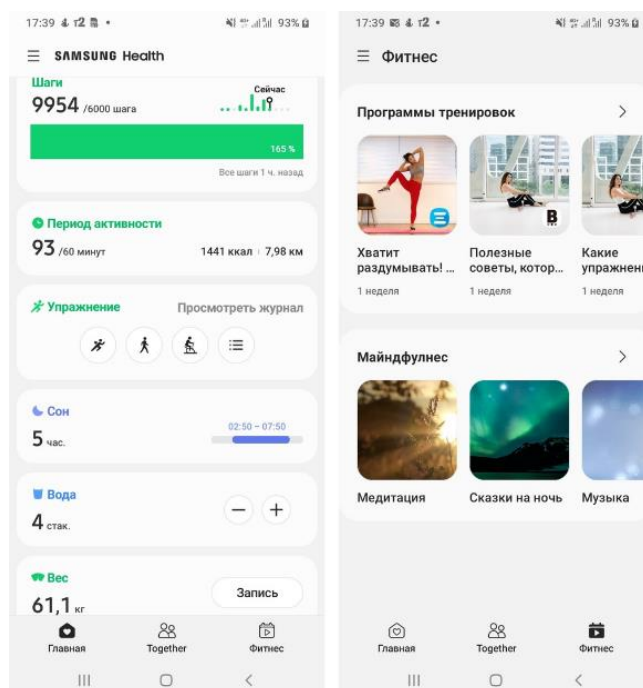 17:39 т2 93%
SAMSUNG Health
Шаги
9954 /6000 шага
Сейчас
165 %
Все шаги 1 ч. назад
Период активности
93 /60 минут
1441 ккал 7,98 км
Упражнение
Просмотреть журнал
Сон
5 час.
02:50 – 07:50
Вода
4 стак.
Вес
61,1 кг
Запись
Главная
Together
Фитнес
17:39 т2 93%
Фитнес
Программы тренировок
Хватит
раздумывать! ...
1 неделя
Полезные
советы, котор...
1 неделя
Какие
упражнени
1 неделя
Майндфулнес
Медитация
Сказки на ночь
Музыка
Главная
Together
Фитнес